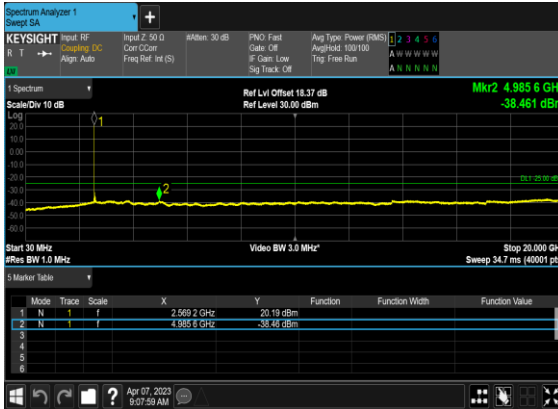 Spectrum Analyzer 1
Swept SA
+
KEYSIGHT
R T
Input: RF
Coupling: DC
Align: Auto
Input Z: 50 Ω
Corr CCorr
Freq Ref: Int (S)
#Atten: 30 dB
PNO: Fast
Gate: Off
IF Gain: Low
Sig Track: Off
Avg Type: Power (RMS)
Avg|Hold: 100/100
Trig: Free Run
1 2 3 4 5 6
A W W W W W
A N N N N N
1 Spectrum
Scale/Div 10 dB
Ref Lvl Offset 18.37 dB
Ref Level 30.00 dBm
Mkr2 4.985 6 GH
-38.461 dBr
Log
20.0
10.0
0.00
-10.0
-20.0
-30.0
-40.0
-50.0
-60.0
1
2
DL1 -25.00 dB
Start 30 MHz
#Res BW 1.0 MHz
Video BW 3.0 MHz*
Stop 20.000 GH
Sweep 34.7 ms (40001 pt
5 Marker Table
Mode Trace Scale X Y Function Function Width Function Value
1 N 1 f 2.569 2 GHz 20.19 dBm
2 N 1 f 4.985 6 GHz -38.46 dBm
3
4
5
6
?
Apr 07, 2023
9:07:59 AM